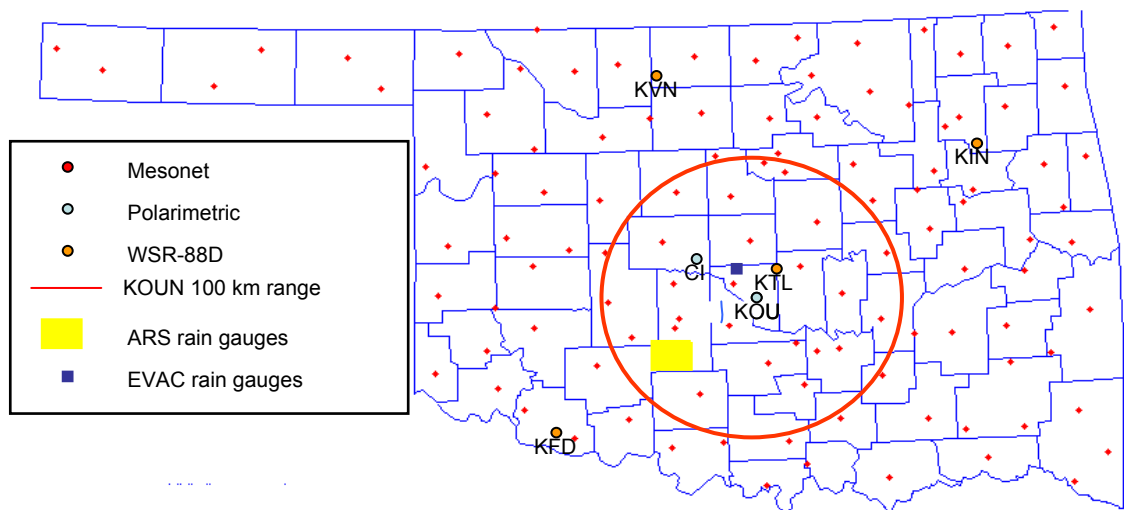 KVN
KIN
Mesonet
Polarimetric
WSR-88D
KOUN 100 km range
ARS rain gauges
EVAC rain gauges
CI
KTL
KOU
KFD